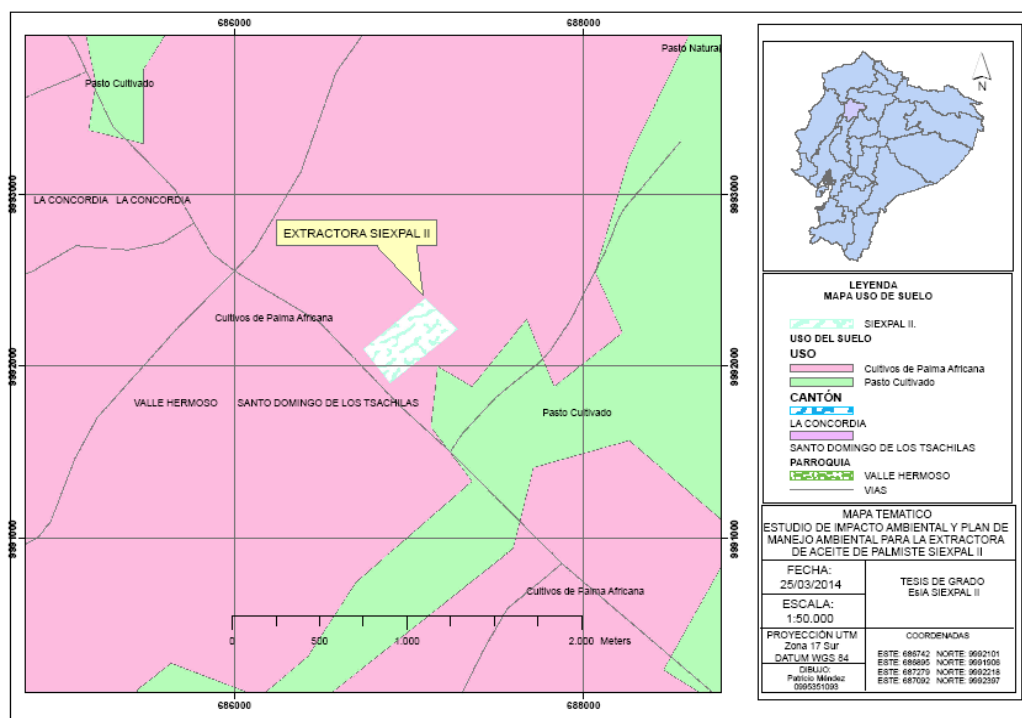 686000
688000
Pasto Natural
Pasto Cultivado
9993000
9993000
LA CONCORDIA LA CONCORDIA
EXTRACTORA SIEXPAL II
Cultivos de Palma Africana
9992000
9992000
VALLE HERMOSO
SANTO DOMINGO DE LOS TSACHILAS
Pasto Cultivado
9991000
9991000
Cultivos de Palma Africana
0 500 1.000 2.000 Meters
686000
688000
N
LEYENDA
MAPA USO DE SUELO
SIEXPAL II.
USO DEL SUELO
USO
Cultivos de Palma Africana
Pasto Cultivado
CANTÓN
LA CONCORDIA
SANTO DOMINGO DE LOS TSACHILAS
PARROQUIA
VALLE HERMOSO
VIAS
MAPA TEMATICO
ESTUDIO DE IMPACTO AMBIENTAL Y PLAN DE
MANEJO AMBIENTAL PARA LA EXTRACTORA
DE ACEITE DE PALMISTE SIEXPAL II
FECHA:
25/03/2014
TESIS DE GRADO
EsIA SIEXPAL II
ESCALA:
1:50.000
PROYECCIÓN UTM
Zona 17 Sur
DATUM WGS 84
DIBUJO:
Patricio Méndez
0995351093
COORDENADAS
ESTE: 686742 NORTE: 9992101
ESTE: 686895 NORTE: 9991906
ESTE: 687279 NORTE: 9992218
ESTE: 687092 NORTE: 9992397